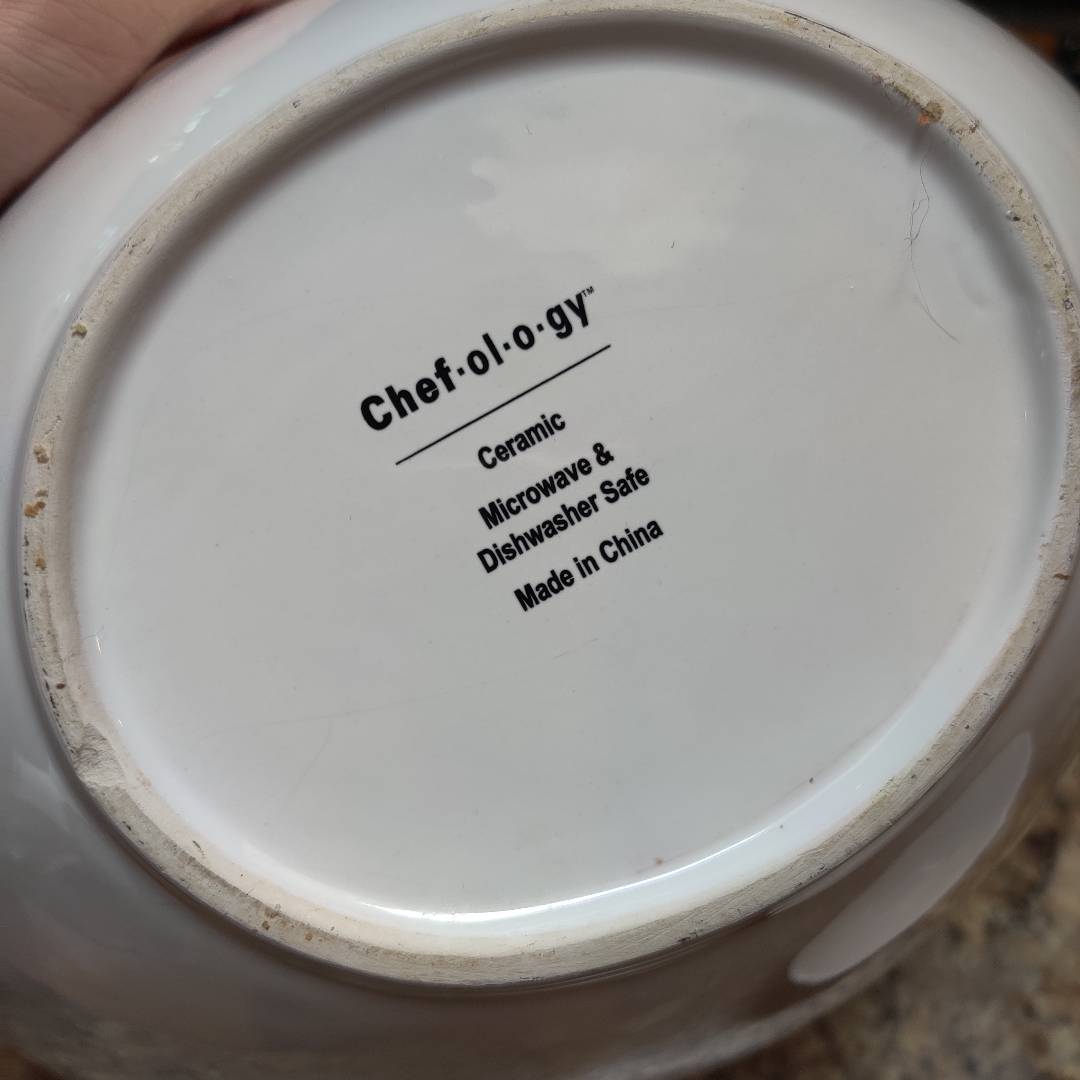 Chef·ol·o·gy™
Ceramic
Microwave &
Dishwasher Safe
Made in China